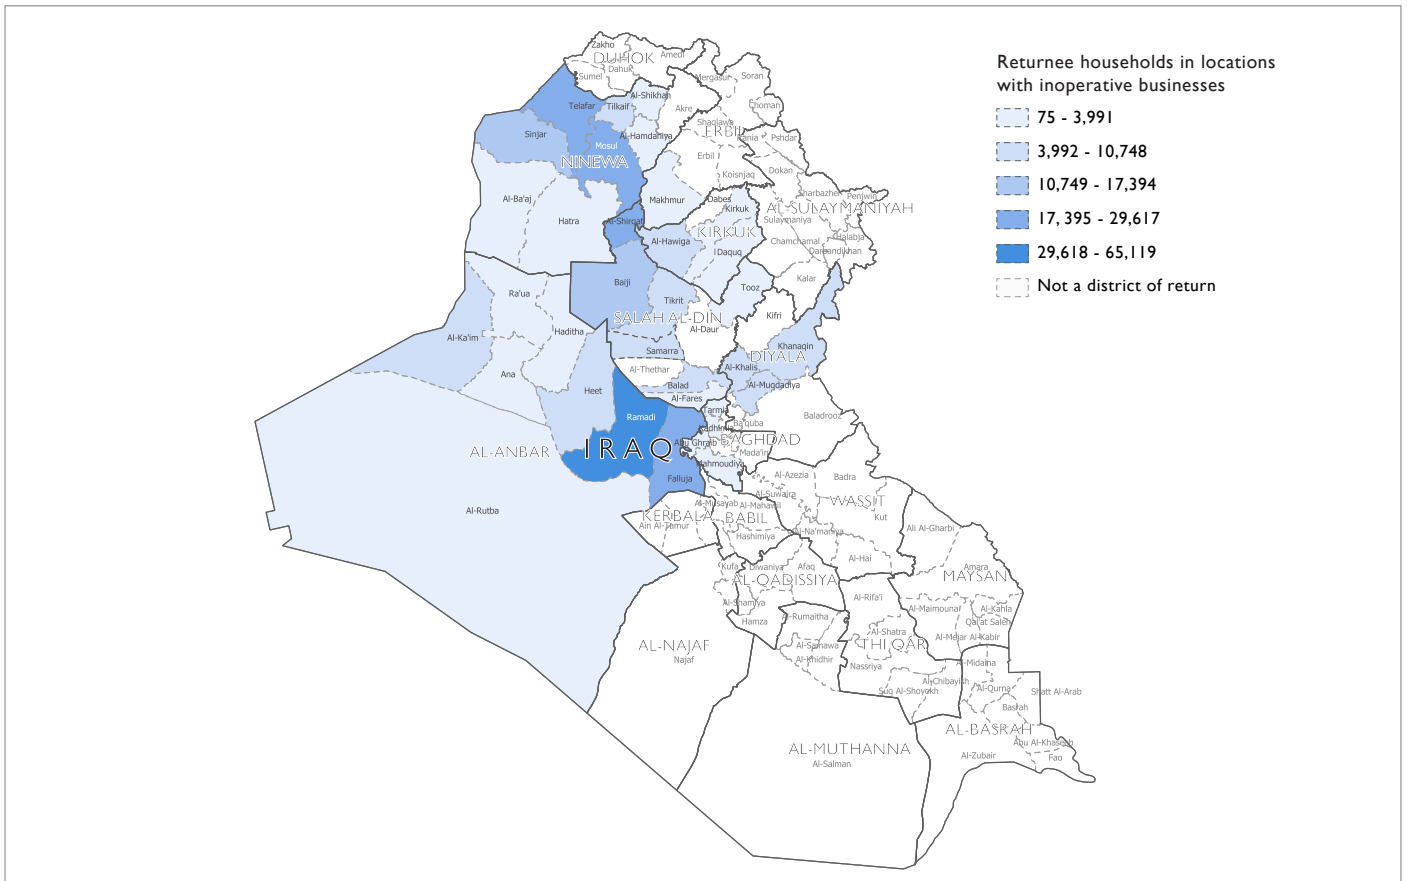 Returnee households in locations
with inoperative businesses
75 - 3,991
3,992 - 10,748
10,749 - 17,394
17, 395 - 29,617
29,618 - 65,119
Not a district of return
Zakho
DUHOK
Amedi
Dahuk
Sumel
Mergasur
Soran
Choman
Telafar
Tilkaif
Al-Shikhan
Akre
Shaqlawa
ERBIL
Rania
Pshdar
Sinjar
Mosul
Al-Hamdaniya
NINEWA
Erbil
Koisnjaq
Dokan
Al-Ba'aj
Hatra
Makhmur
Dabes
Kirkuk
Sharbazher
Penjwin
AL-SULAYMANIYAH
Sulaymaniya
Al-Shirqat
KIRKUK
Al-Hawiga
Daquq
Chamchamal
Halabja
Darbandikhan
Kalar
Ra'ua
Baiji
Tikrit
Tooz
Kifri
SALAH AL-DIN
Al-Daur
Al-Ka'im
Haditha
Samarra
Khanaqin
DIYALA
Al-Khalis
Ana
Al-Thethar
Heet
Balad
Al-Muqdadiya
Al-Fares
Ramadi
Tarmia
Baladrooz
Ba'quba
Kadhimia
IRAQ
Abu Ghraib
BAGHDAD
Mada'in
AL-ANBAR
Mahmoudiya
Falluja
Al-Azezia
Badra
Al-Suwaira
WASSIT
Al-Rutba
Al-Musayab
Al-Mahawil
KERBALA
BABIL
Kut
Ain Al-Tamur
Hashimiya
Al-Na'maniya
Ali Al-Gharbi
Al-Hai
Kufa
Diwaniya
Afaq
AL-QADISSIYA
Amara
MAYSAN
Al-Shamiya
Al-Rifa'i
Al-Maimouna
Al-Kahla
Hamza
Al-Rumaitha
Qal'at Saleh
Al-Shatra
Al-Mejar Al-Kabir
AL-NAJAF
Najaf
Al-Samawa
THI QAR
Al-Khidhir
Nassriya
Al-Midaina
Al-Chibayish
Suq Al-Shoyokh
Al-Qurna
Shatt Al-Arab
Basrah
AL-BASRAH
Abu Al-Khaseeb
AL-MUTHANNA
Al-Salman
Al-Zubair
Fao